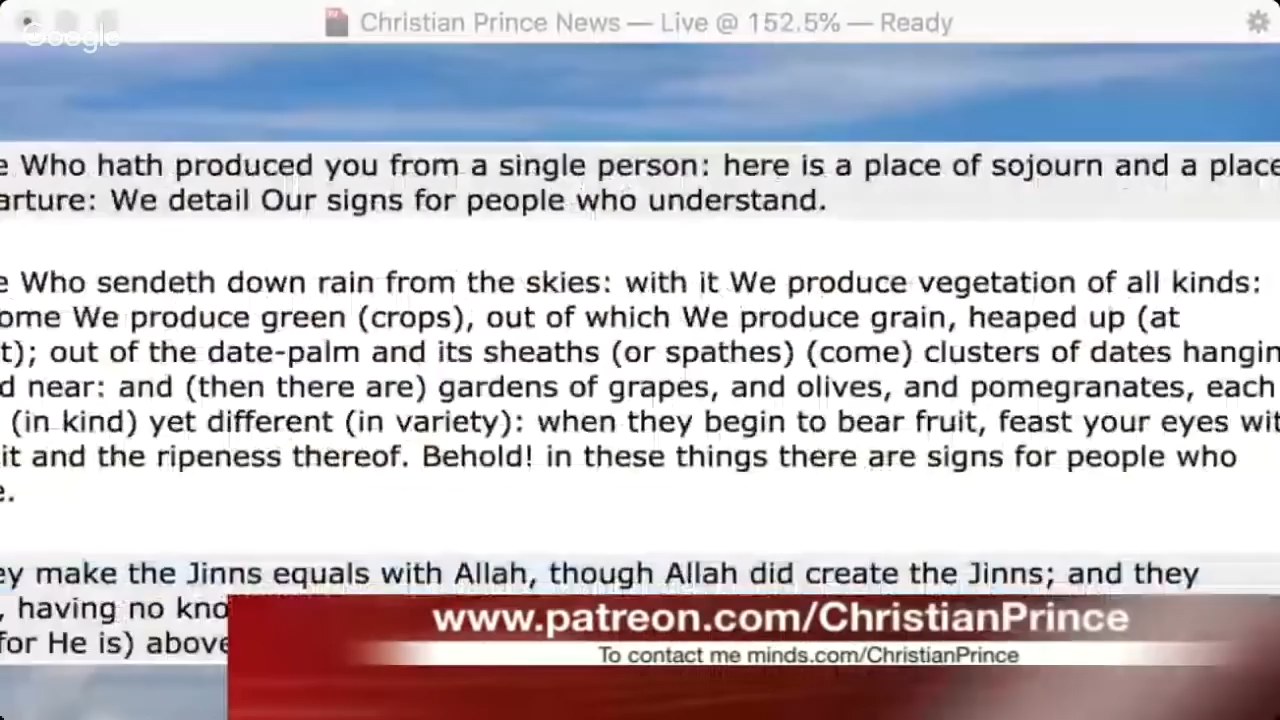 Christian Prince News — Live @ 152.5% — Ready
Google
e Who hath produced you from a single person: here is a place of sojourn and a place
arture: We detail Our signs for people who understand.
e Who sendeth down rain from the skies: with it We produce vegetation of all kinds:
ome We produce green (crops), out of which We produce grain, heaped up (at
t); out of the date-palm and its sheaths (or spathes) (come) clusters of dates hangin
d near: and (then there are) gardens of grapes, and olives, and pomegranates, each
(in kind) yet different (in variety): when they begin to bear fruit, feast your eyes wit
it and the ripeness thereof. Behold! in these things there are signs for people who
e.
ey make the Jinns equals with Allah, though Allah did create the Jinns; and they
, having no kno
for He is) above
www.patreon.com/ChristianPrince
To contact me minds.com/ChristianPrince